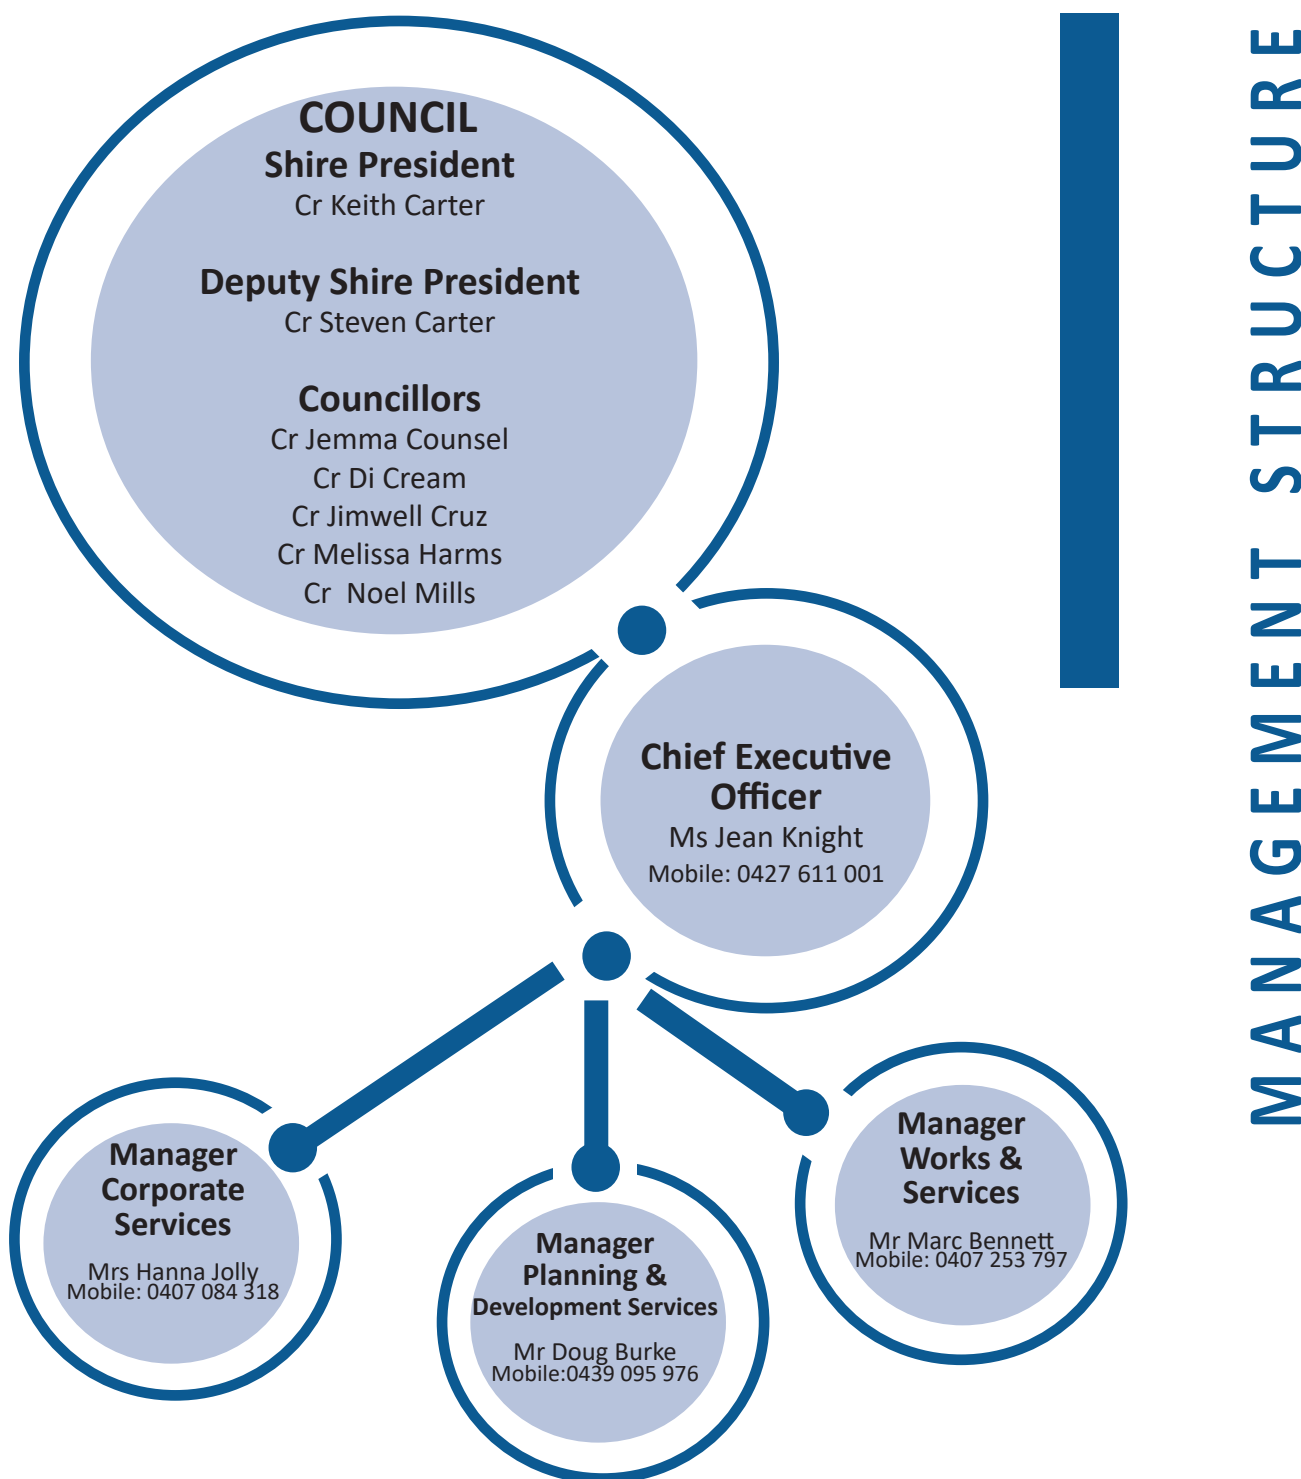 COUNCIL
Shire President
Cr Keith Carter
Deputy Shire President
Cr Steven Carter
Councillors
Cr Jemma Counsel
Cr Di Cream
Cr Jimwell Cruz
Cr Melissa Harms
Cr  Noel Mills
Chief Executive
Officer
Ms Jean Knight
Mobile: 0427 611 001
Manager
Corporate
Services
Mrs Hanna Jolly
Mobile: 0407 084 318
Manager
Planning &
Development Services
Mr Doug Burke
Mobile:0439 095 976
Manager
Works &
Services
Mr Marc Bennett
Mobile: 0407 253 797
MANAGEMENT STRUCTURE